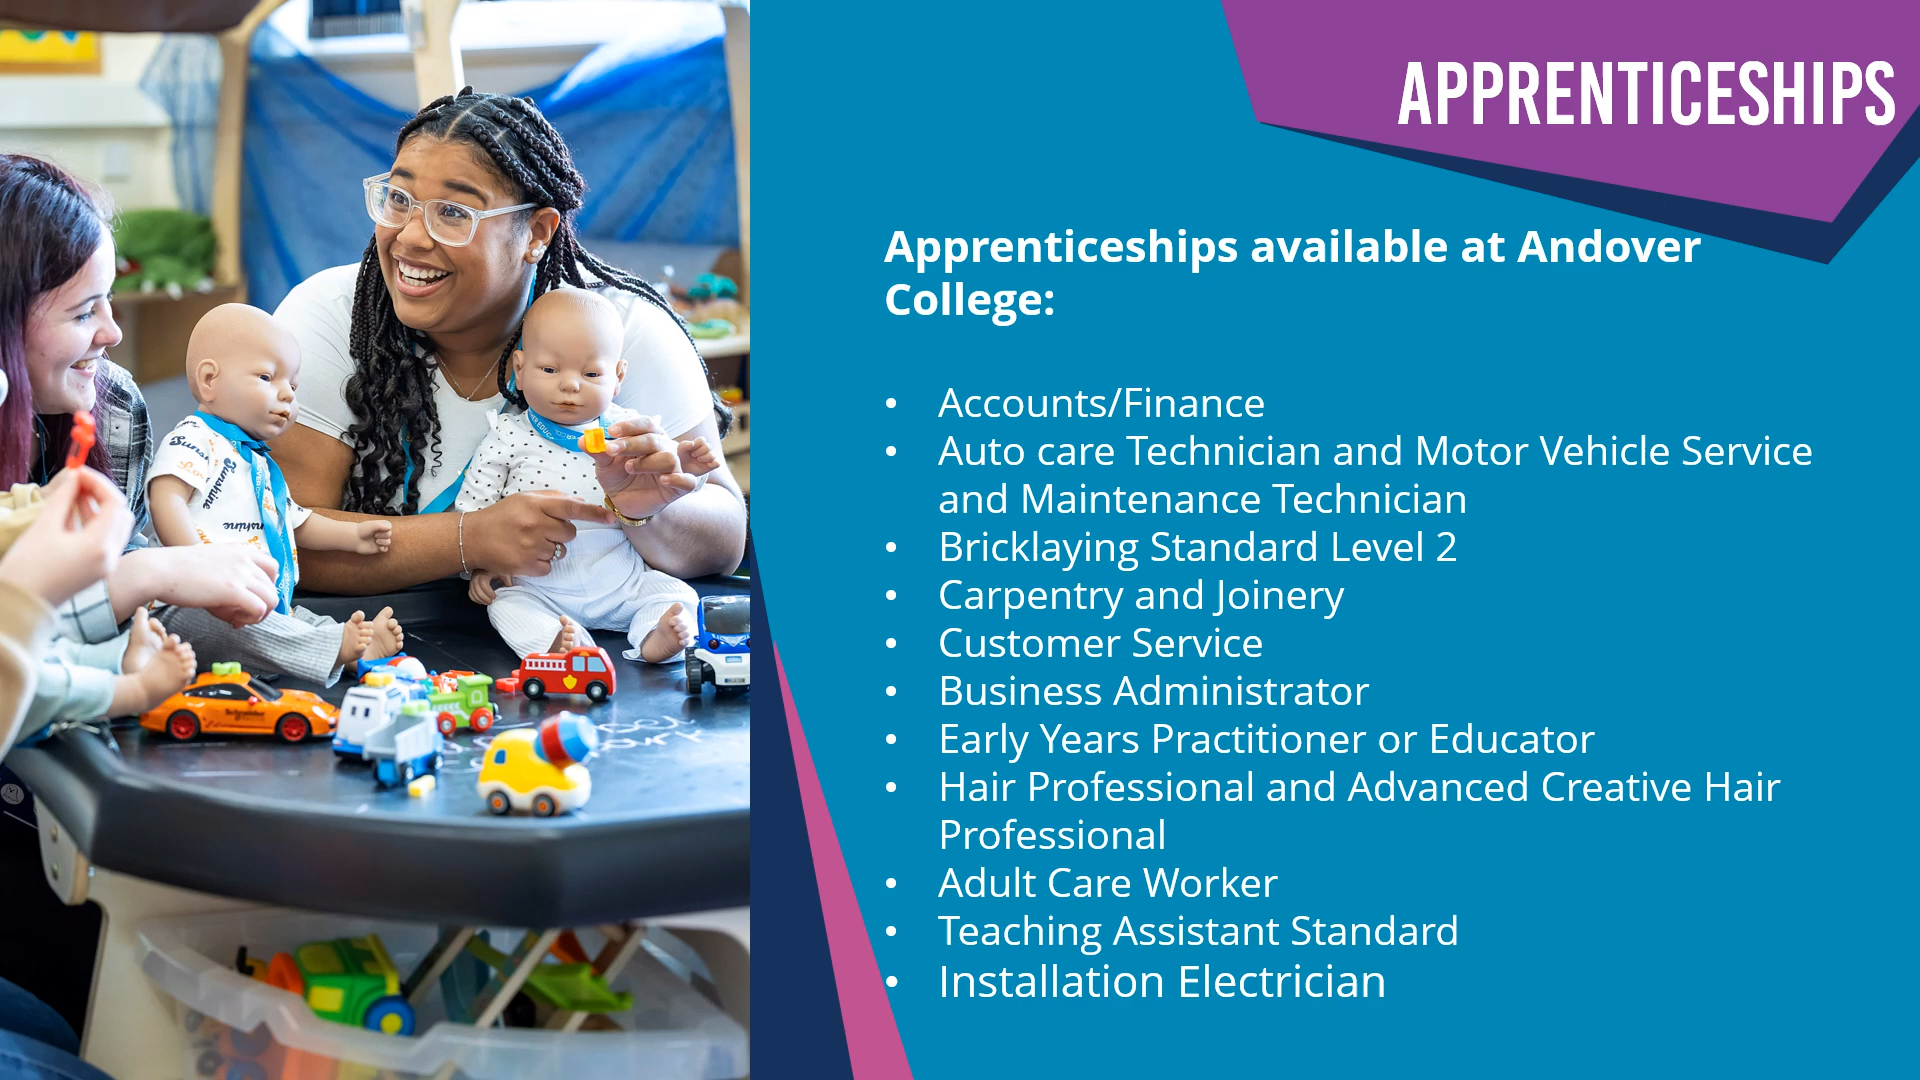 APPRENTICESHIPS
Apprenticeships available at Andover
College:
• Accounts/Finance
• Auto care Technician and Motor Vehicle Service
and Maintenance Technician
• Bricklaying Standard Level 2
• Carpentry and Joinery
• Customer Service
• Business Administrator
• Early Years Practitioner or Educator
• Hair Professional and Advanced Creative Hair
Professional
• Adult Care Worker
• Teaching Assistant Standard
• Installation Electrician
Sunshine